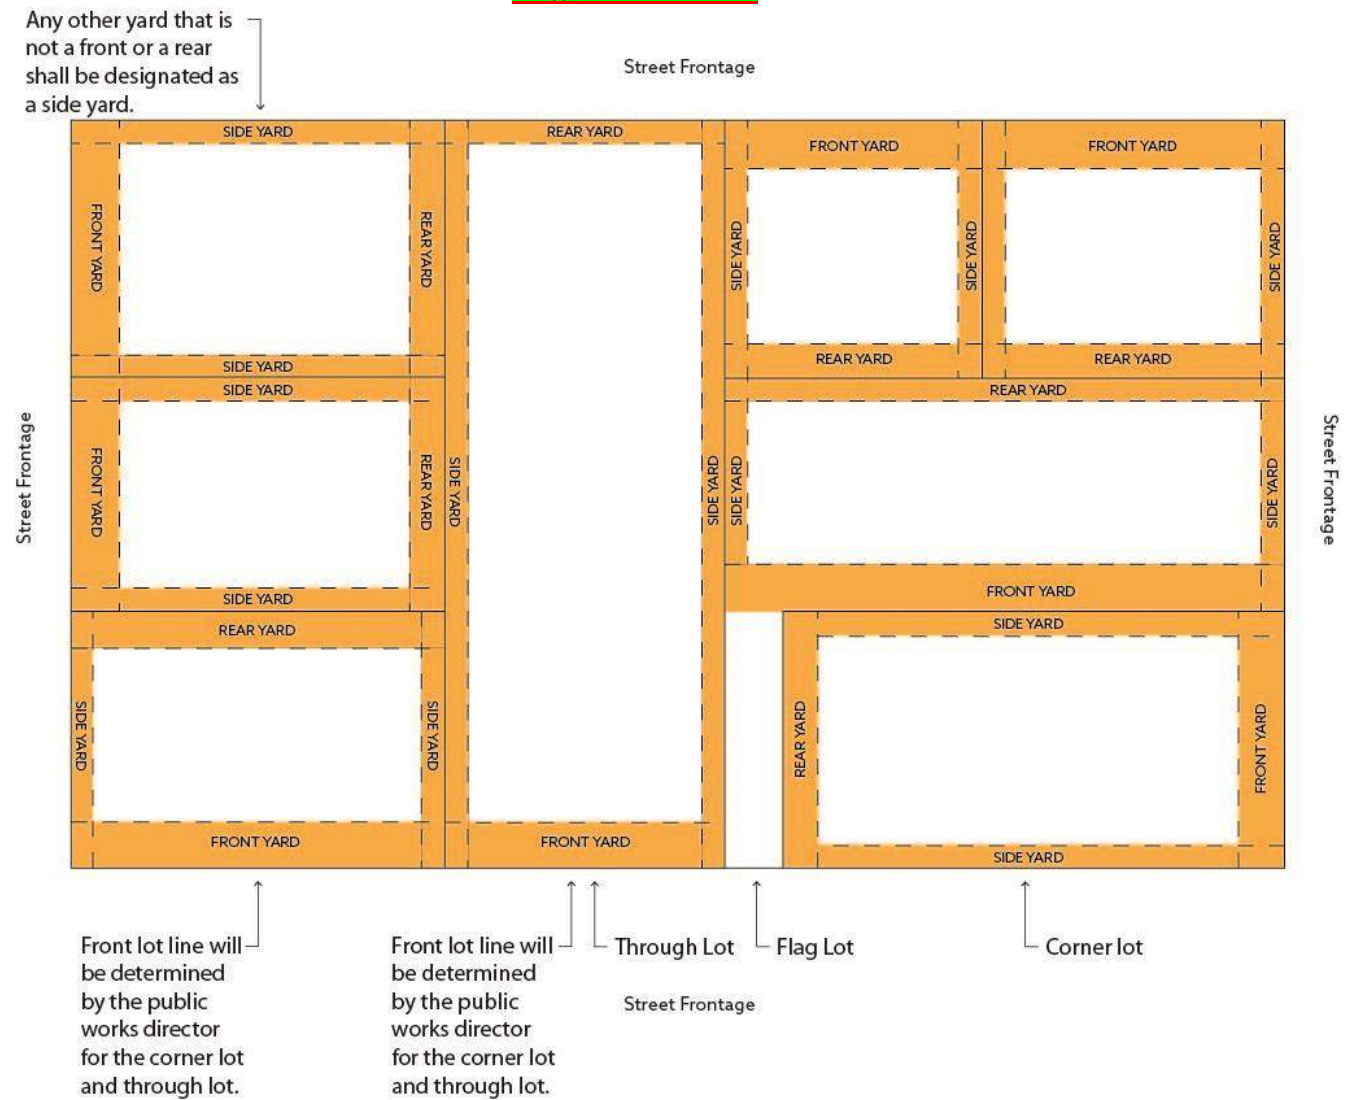 Any other yard that is
not a front or a rear
shall be designated as
a side yard.
Street Frontage
SIDE YARD
REAR YARD
FRONT YARD
FRONT YARD
FRONT YARD
REAR YARD
SIDE YARD
SIDE YARD
SIDE YARD
SIDE YARD
REAR YARD
REAR YARD
SIDE YARD
SIDE YARD
REAR YARD
Street Frontage
FRONT YARD
REAR YARD
SIDE YARD
SIDE YARD
SIDE YARD
SIDE YARD
Street Frontage
SIDE YARD
FRONT YARD
REAR YARD
SIDE YARD
SIDE YARD
SIDE YARD
REAR YARD
FRONT YARD
FRONT YARD
FRONT YARD
SIDE YARD
Front lot line will
be determined
by the public
works director
for the corner lot
and through lot.
Front lot line will
be determined
by the public
works director
for the corner lot
and through lot.
Through Lot
Flag Lot
Corner lot
Street Frontage